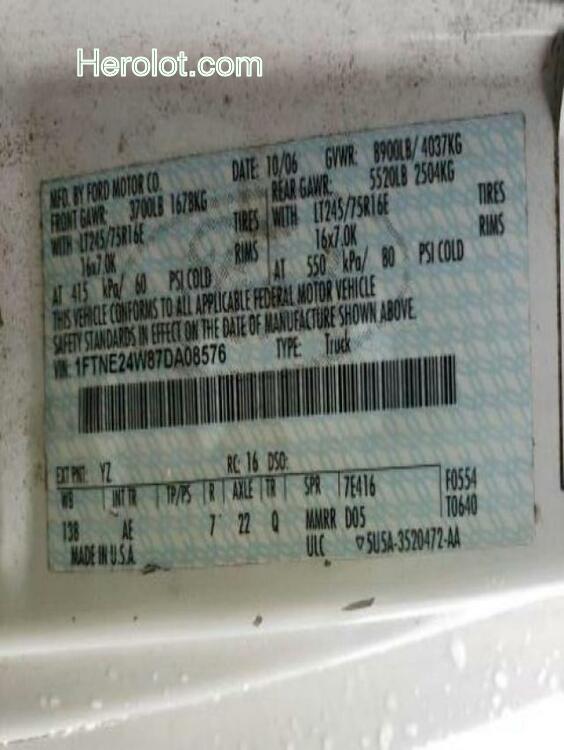 Herolot.com
MFD. BY FORD MOTOR CO. DATE: 10/06 GVWR: 8900LB/ 4037KG
FRONT GAWR: 3700LB 1678KG REAR GAWR: 5520LB 2504KG
WITH LT245/75R16E TIRES WITH LT245/75R16E TIRES
16x7.0K RIMS 16x7.0K RIMS
AT 415 kPa/ 60 PSI COLD AT 550 kPa/ 80 PSI COLD
THIS VEHICLE CONFORMS TO ALL APPLICABLE FEDERAL MOTOR VEHICLE
SAFETY STANDARDS IN EFFECT ON THE DATE OF MANUFACTURE SHOWN ABOVE.
VIN: 1FTNE24W87DA08576 TYPE: Truck
EXT PNT: YZ RC: 16 DSO:
WB INT TR TP/PS R AXLE TR SPR 7E416 F0554
138 AE 7 22 Q MMRR D05 T0640
MADE IN U.S.A. ULC ▽5U5A-3520472-AA